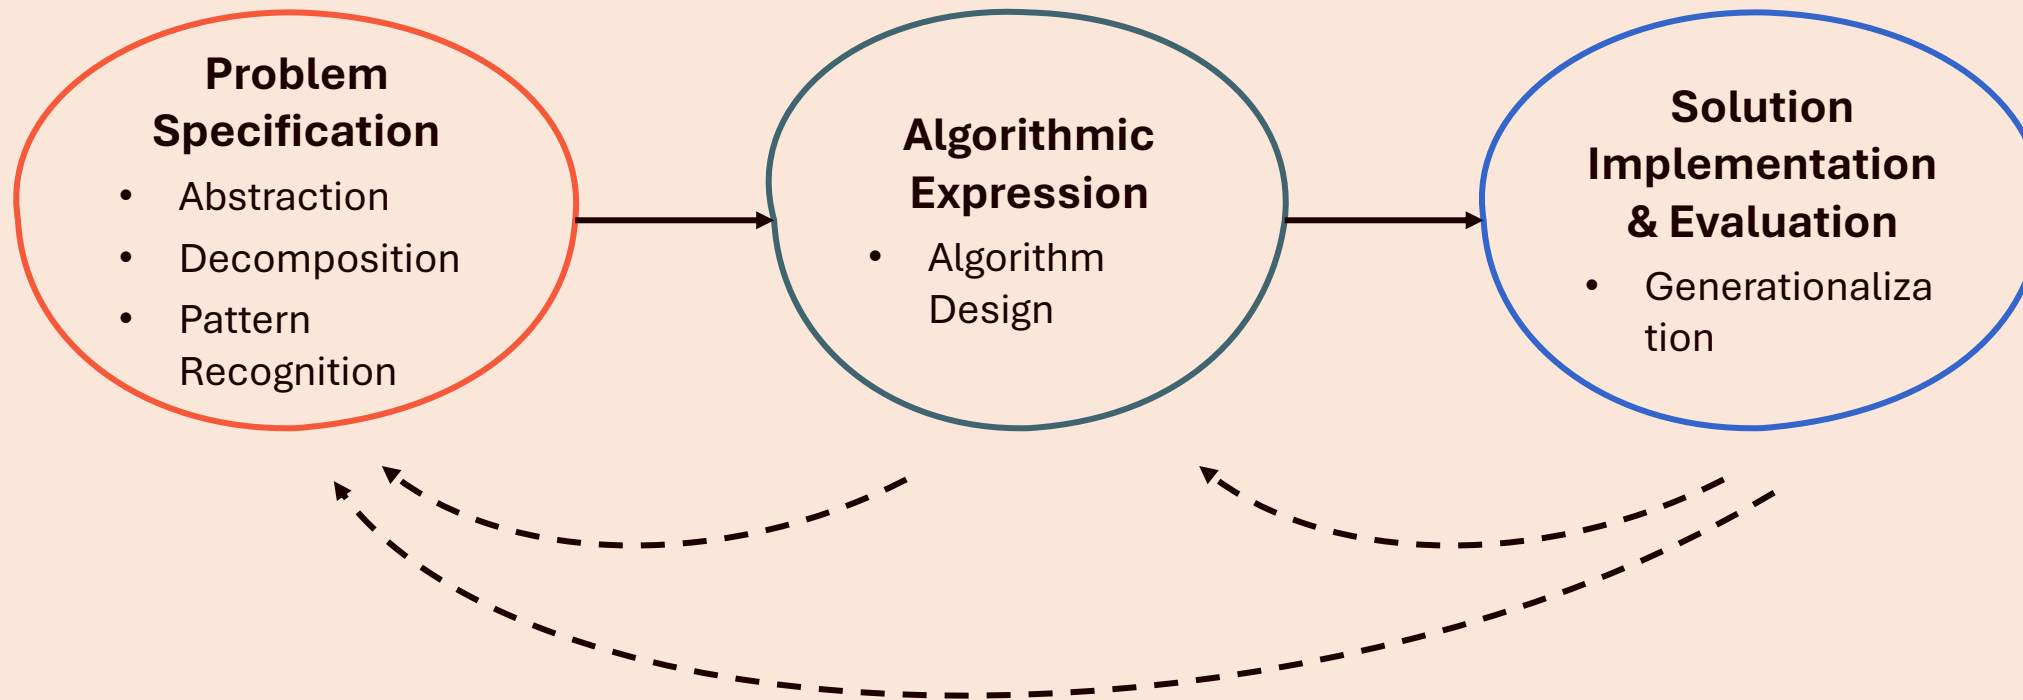 Problem
Specification
• Abstraction
• Decomposition
• Pattern
Recognition
Algorithmic
Expression
• Algorithm
Design
Solution
Implementation
& Evaluation
• Generationaliza
tion